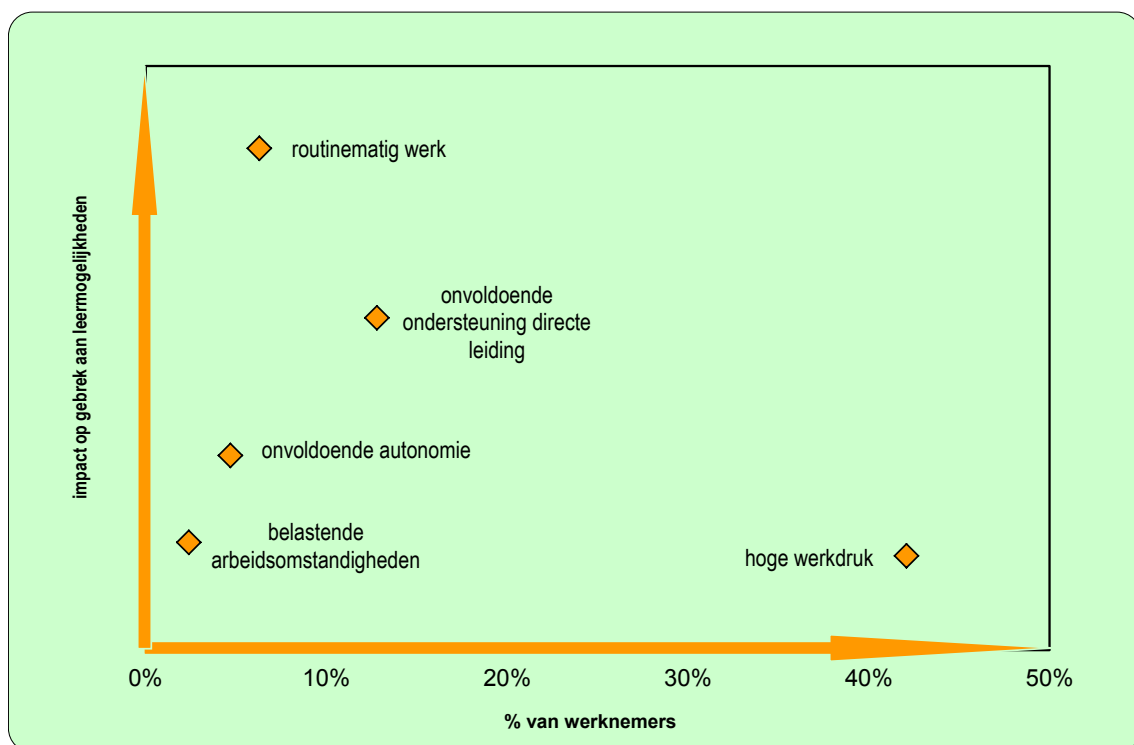 routinematig werk
onvoldoende
ondersteuning directe
leiding
impact op gebrek aan leermogelijkheden
onvoldoende autonomie
belastende
arbeidsomstandigheden
hoge werkdruk
0%
10%
20%
30%
40%
50%
% van werknemers